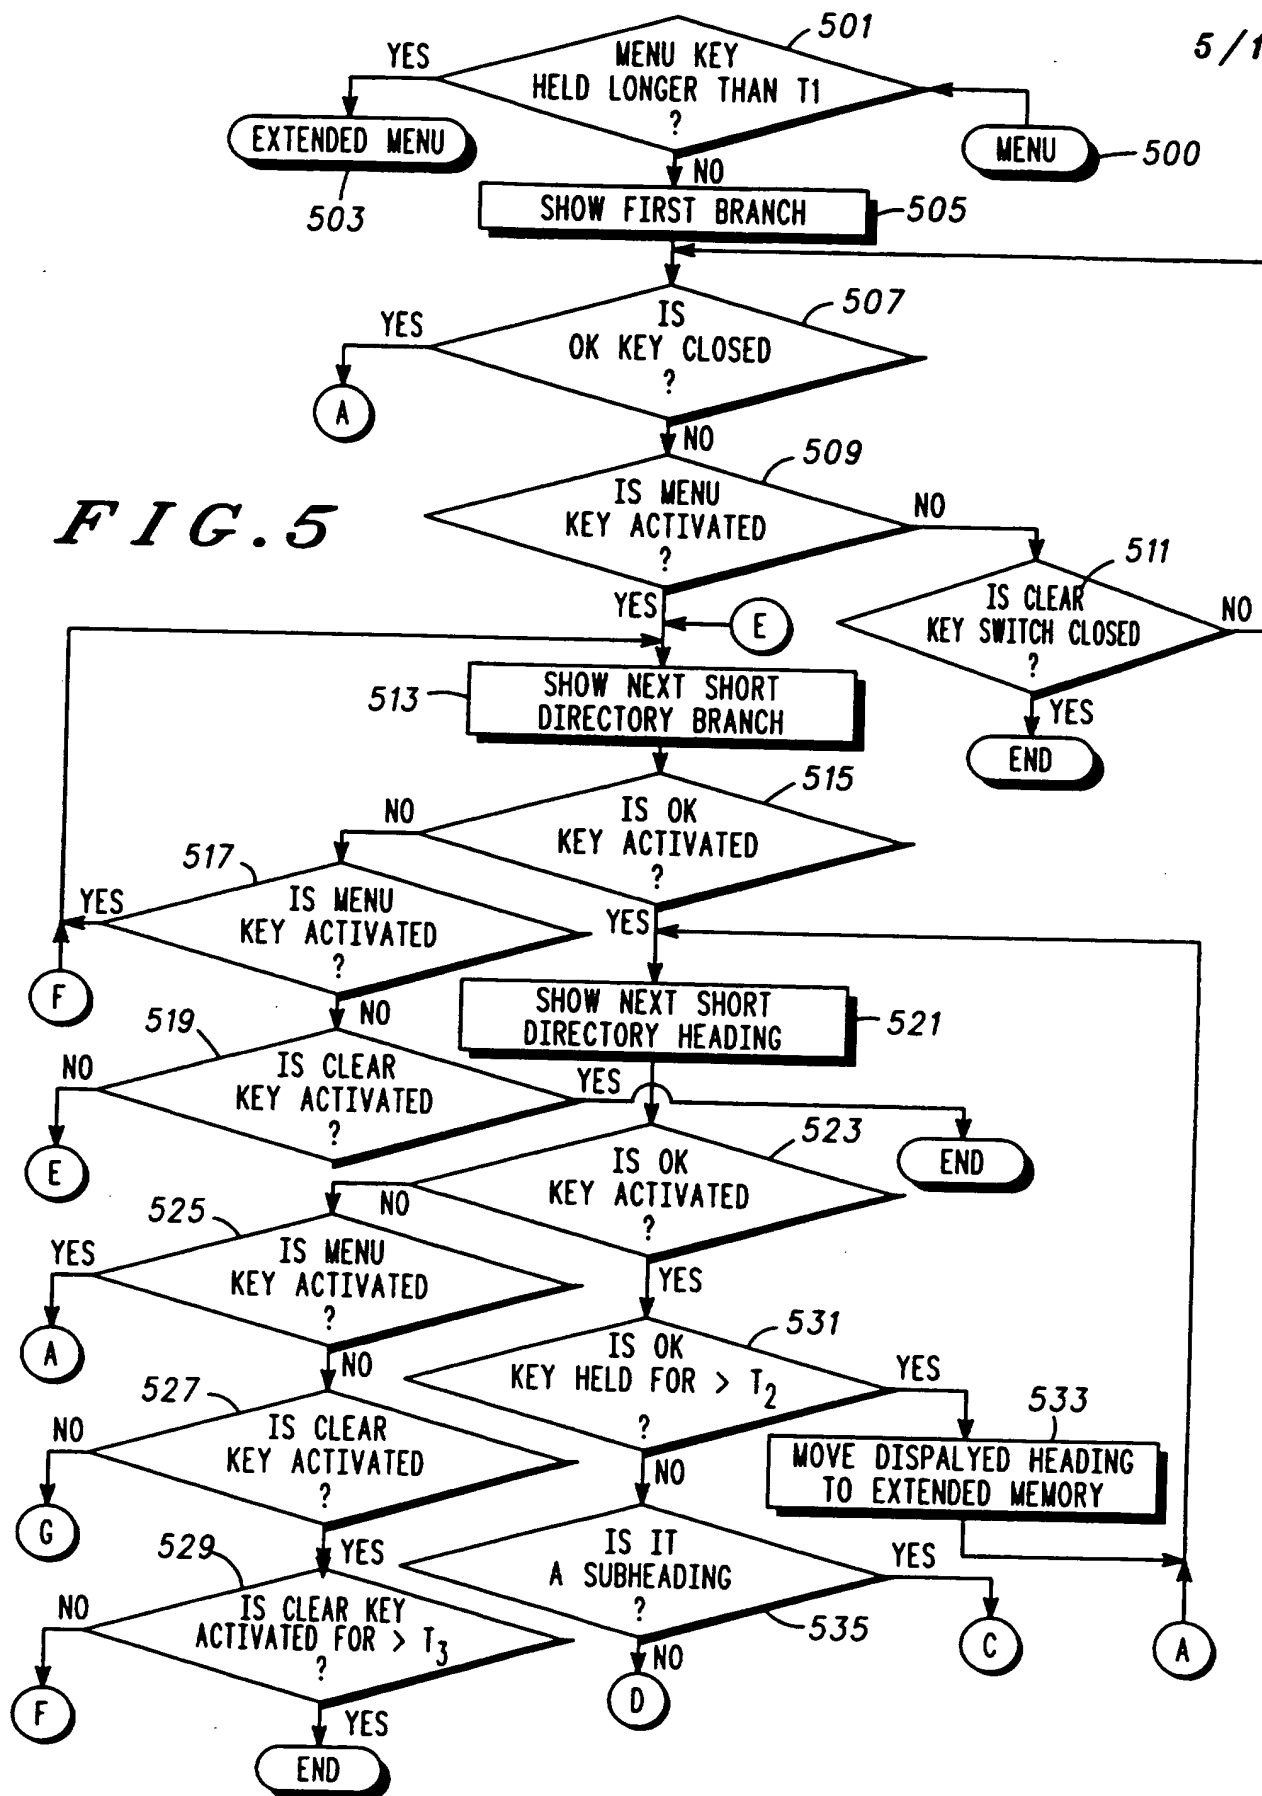 5/1
501
YES
MENU KEY
HELD LONGER THAN T1
?
EXTENDED MENU
503
MENU
500
NO
SHOW FIRST BRANCH
505
507
YES
IS
OK KEY CLOSED
?
A
NO
509
FIG.5
IS MENU
KEY ACTIVATED
?
NO
511
IS CLEAR
KEY SWITCH CLOSED
?
NO
YES
E
YES
END
513
SHOW NEXT SHORT
DIRECTORY BRANCH
515
NO
IS OK
KEY ACTIVATED
?
517
YES
IS MENU
KEY ACTIVATED
?
YES
F
NO
SHOW NEXT SHORT
DIRECTORY HEADING
521
519
NO
IS CLEAR
KEY ACTIVATED
?
YES
E
END
523
IS OK
KEY ACTIVATED
?
NO
525
YES
IS MENU
KEY ACTIVATED
?
YES
A
NO
531
IS OK
KEY HELD FOR > T2
?
YES
527
NO
IS CLEAR
KEY ACTIVATED
?
533
MOVE DISPALYED HEADING
TO EXTENDED MEMORY
NO
G
YES
529
IS IT
A SUBHEADING
?
YES
535
NO
IS CLEAR KEY
ACTIVATED FOR > T3
?
C
A
NO
D
F
YES
END